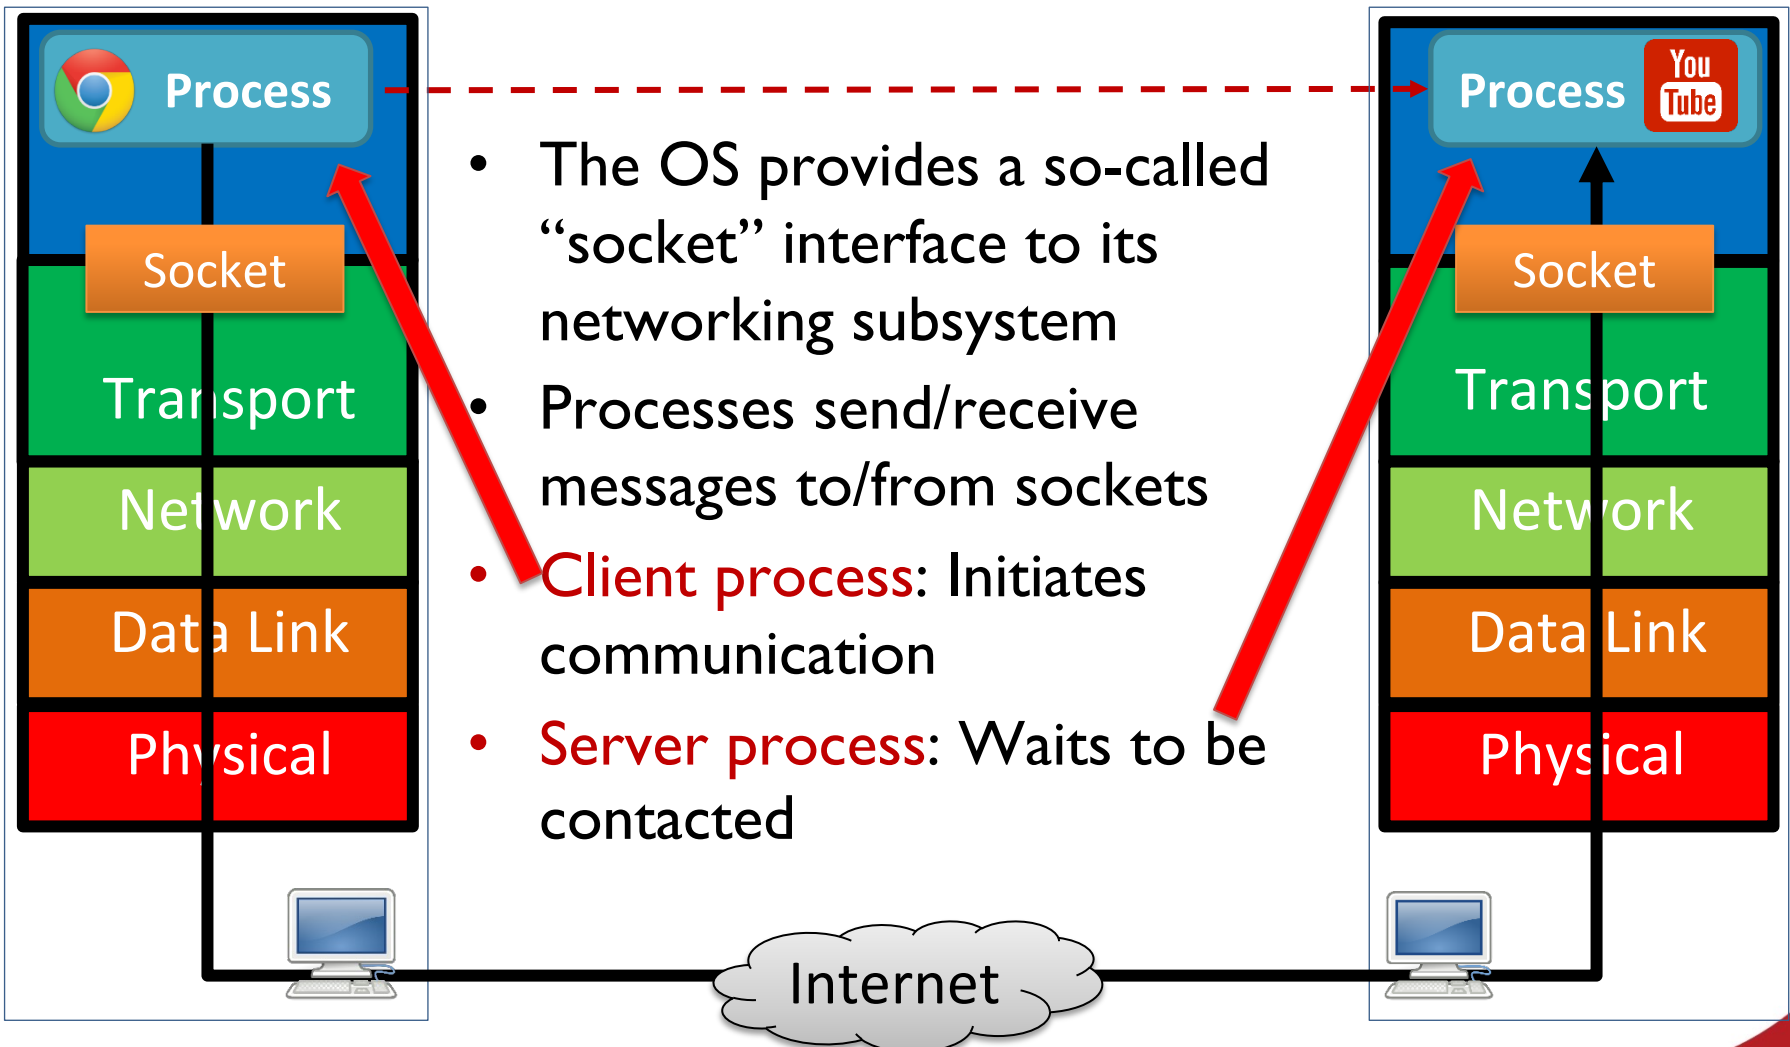 Process
Socket
Transport
Network
Data Link
Physical
• The OS provides a so-called
“socket” interface to its
networking subsystem
• Processes send/receive
messages to/from sockets
• Client process: Initiates
communication
• Server process: Waits to be
contacted
Internet
Process
You
Tube
Socket
Transport
Network
Data Link
Physical